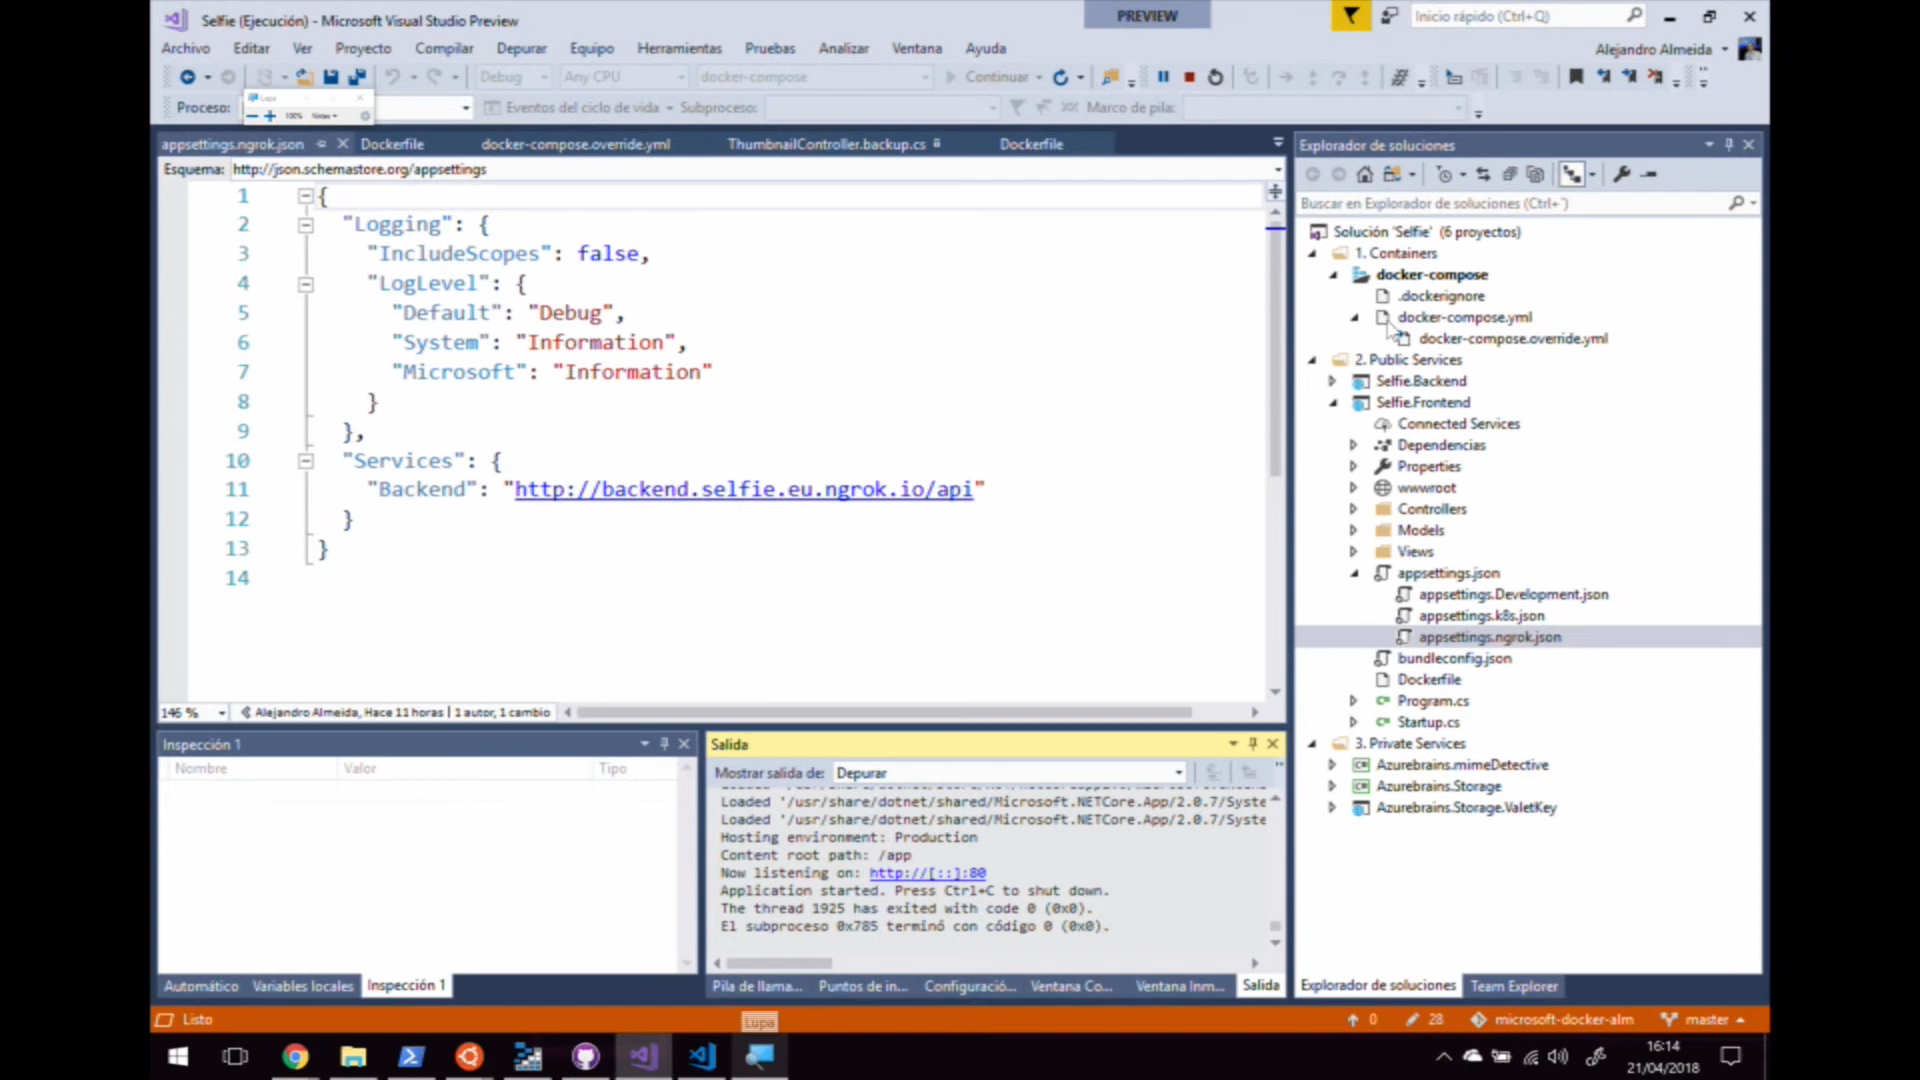 Selfie (Ejecución) - Microsoft Visual Studio Preview
PREVIEW
Inicio rápido (Ctrl+Q)
Archivo Editar Ver Proyecto Compilar Depurar Equipo Herramientas Pruebas Analizar Ventana Ayuda
Alejandro Almeida
Debug Any CPU docker-compose Continuar
Lupa
Proceso: Eventos del ciclo de vida Subproceso: Marco de pila:
100%
appsettings.ngrok.json Dockerfile docker-compose.override.yml ThumbnailController.backup.cs Dockerfile
Esquema: http://json.schemastore.org/appsettings
1 {
2 "Logging": {
3 "IncludeScopes": false,
4 "LogLevel": {
5 "Default": "Debug",
6 "System": "Information",
7 "Microsoft": "Information"
8 }
9 },
10 "Services": {
11 "Backend": "http://backend.selfie.eu.ngrok.io/api"
12 }
13 }
14
146 % Alejandro Almeida, Hace 11 horas | 1 autor, 1 cambio
Explorador de soluciones
Buscar en Explorador de soluciones (Ctrl+´)
Solución 'Selfie' (6 proyectos)
1. Containers
docker-compose
.dockerignore
docker-compose.yml
docker-compose.override.yml
2. Public Services
Selfie.Backend
Selfie.Frontend
Connected Services
Dependencias
Properties
wwwroot
Controllers
Models
Views
appsettings.json
appsettings.Development.json
appsettings.k8s.json
appsettings.ngrok.json
bundleconfig.json
Dockerfile
C# Program.cs
C# Startup.cs
3. Private Services
C# Azurebrains.mimeDetective
C# Azurebrains.Storage
Azurebrains.Storage.ValetKey
Explorador de soluciones Team Explorer
Inspección 1
Nombre Valor Tipo
Automático Variables locales Inspección 1
Salida
Mostrar salida de: Depurar
Loaded '/usr/share/dotnet/shared/Microsoft.NETCore.App/2.0.7/Syste
Loaded '/usr/share/dotnet/shared/Microsoft.NETCore.App/2.0.7/Syste
Hosting environment: Production
Content root path: /app
Now listening on: http://[::]:80
Application started. Press Ctrl+C to shut down.
The thread 1925 has exited with code 0 (0x0).
El subproceso 0x785 terminó con código 0 (0x0).
Pila de llama... Puntos de in... Configuració... Ventana Co... Ventana Inm... Salida
Listo
Lupa
0 28 microsoft-docker-alm master
16:14
21/04/2018